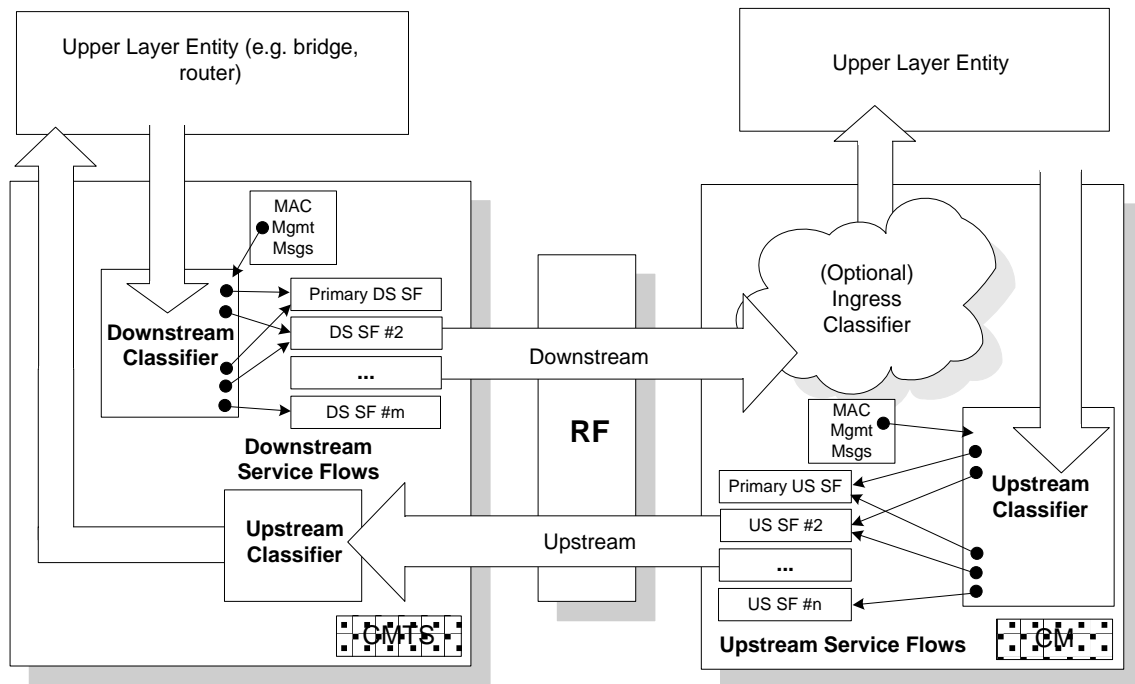 Upper Layer Entity (e.g. bridge,
router)
Upper Layer Entity
MAC
Mgmt
Msgs
Primary DS SF
DS SF #2
...
DS SF #m
Downstream
Classifier
Downstream
Service Flows
Downstream
RF
(Optional)
Ingress
Classifier
MAC
Mgmt
Msgs
Primary US SF
US SF #2
...
US SF #n
Upstream
Classifier
Upstream
Upstream
Classifier
CMTS
Upstream Service Flows
CM